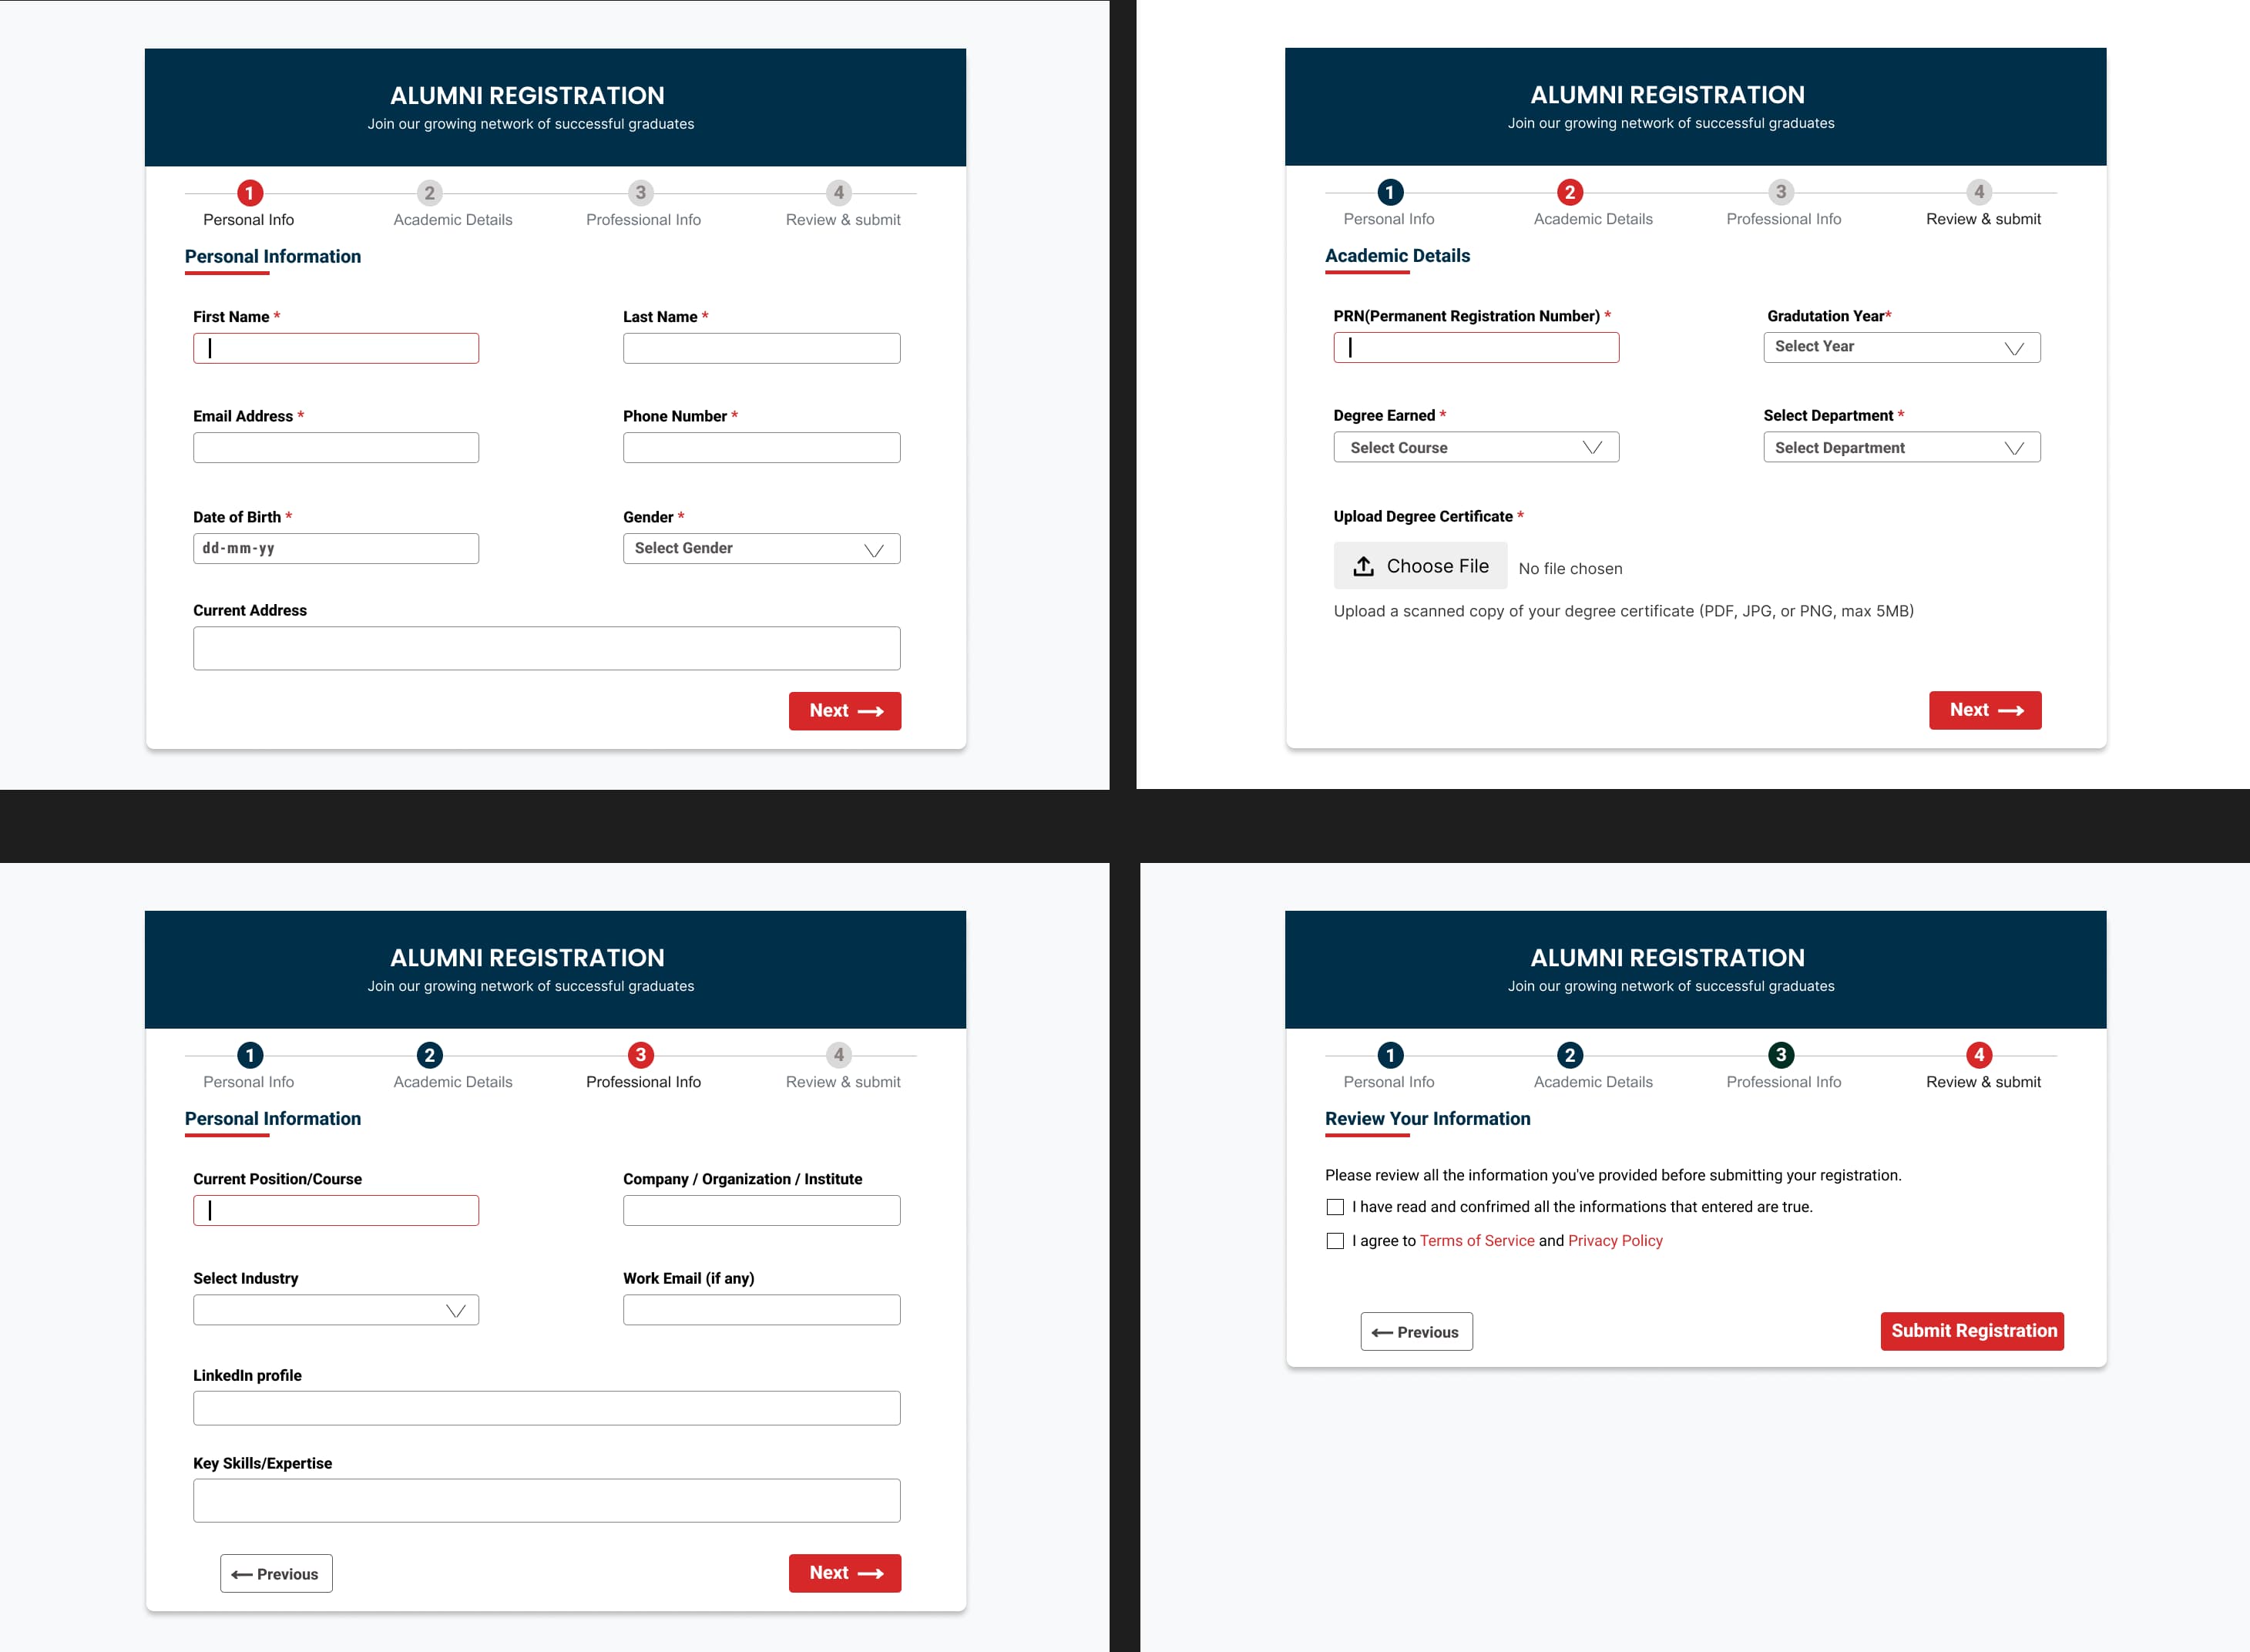 ALUMNI REGISTRATION
Join our growing network of successful graduates
1 2 3 4
Personal Info Academic Details Professional Info Review & submit
Personal Information
First Name * Last Name *
Email Address * Phone Number *
Date of Birth * Gender *
dd-mm-yy Select Gender
Current Address
Next
ALUMNI REGISTRATION
Join our growing network of successful graduates
1 2 3 4
Personal Info Academic Details Professional Info Review & submit
Academic Details
PRN(Permanent Registration Number) * Gradutation Year*
Select Year
Degree Earned * Select Department *
Select Course Select Department
Upload Degree Certificate *
Choose File No file chosen
Upload a scanned copy of your degree certificate (PDF, JPG, or PNG, max 5MB)
Next
ALUMNI REGISTRATION
Join our growing network of successful graduates
1 2 3 4
Personal Info Academic Details Professional Info Review & submit
Personal Information
Current Position/Course Company / Organization / Institute
Select Industry Work Email (if any)
LinkedIn profile
Key Skills/Expertise
Previous Next
ALUMNI REGISTRATION
Join our growing network of successful graduates
1 2 3 4
Personal Info Academic Details Professional Info Review & submit
Review Your Information
Please review all the information you've provided before submitting your registration.
I have read and confrimed all the informations that entered are true.
I agree to Terms of Service and Privacy Policy
Previous Submit Registration